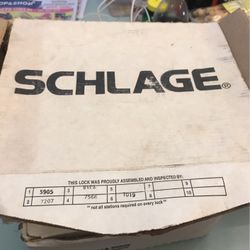 SCHLAGE®
THIS LOCK WAS PROUDLY ASSEMBLED AND INSPECTED BY:
1 5905 3 5 7 9
2 7207 4 7566 6 7019 8 10
** not all stations required on every lock **